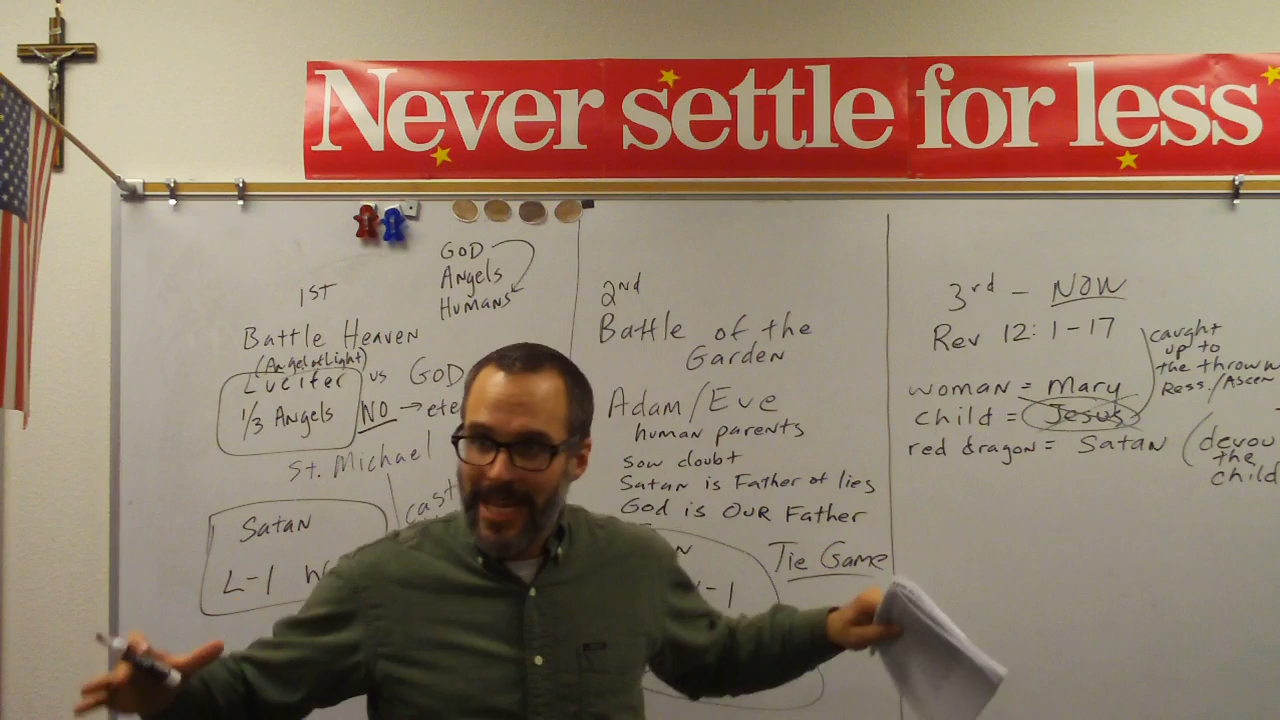 Never settle for less
GOD
Angels
Humans
1ST
Battle Heaven
(Angel of Light)
Lucifer vs GOD
1/3 Angels NO → ete
St. Michael
cast
Satan
L-1
2nd
Battle of the
Garden
Adam/Eve
human parents
sow doubt
Satan is Father of lies
God is OUR Father
Tie Game
-1
3rd - NOW
Rev 12: 1-17
woman = Mary
child = Jesus
red dragon = Satan (devou
the
child
caught
up to
the thrown
Ress./Ascen